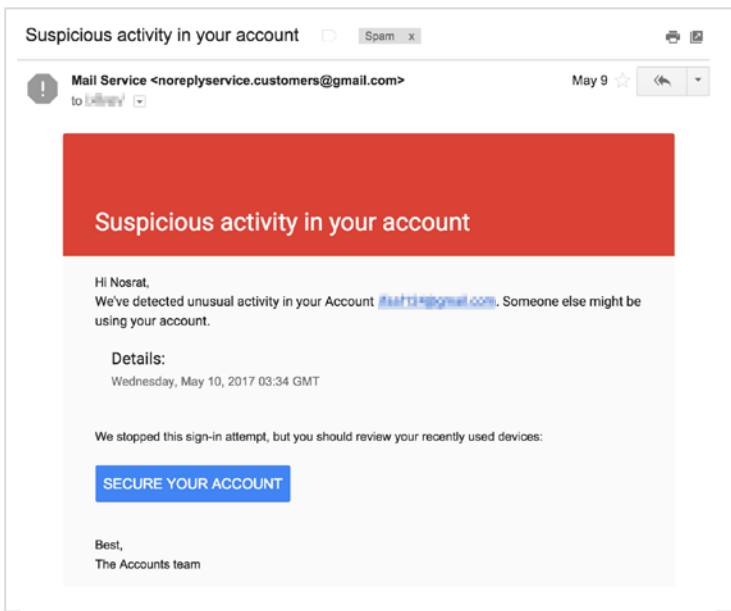 Suspicious activity in your account
Spam x
Mail Service <noreplyservice.customers@gmail.com>
May 9
to
Suspicious activity in your account
Hi Nosrat,
We've detected unusual activity in your Account @gmail.com. Someone else might be
using your account.
Details:
Wednesday, May 10, 2017 03:34 GMT
We stopped this sign-in attempt, but you should review your recently used devices:
SECURE YOUR ACCOUNT
Best,
The Accounts team